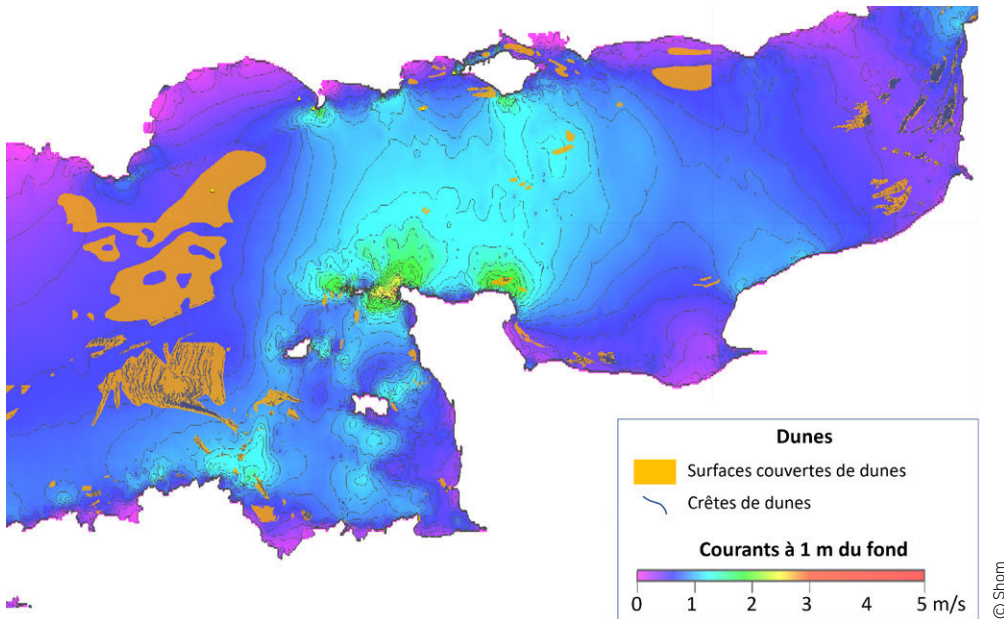 Dunes
Surfaces couvertes de dunes
Crêtes de dunes
Courants à 1 m du fond
0 1 2 3 4 5 m/s
© Shom